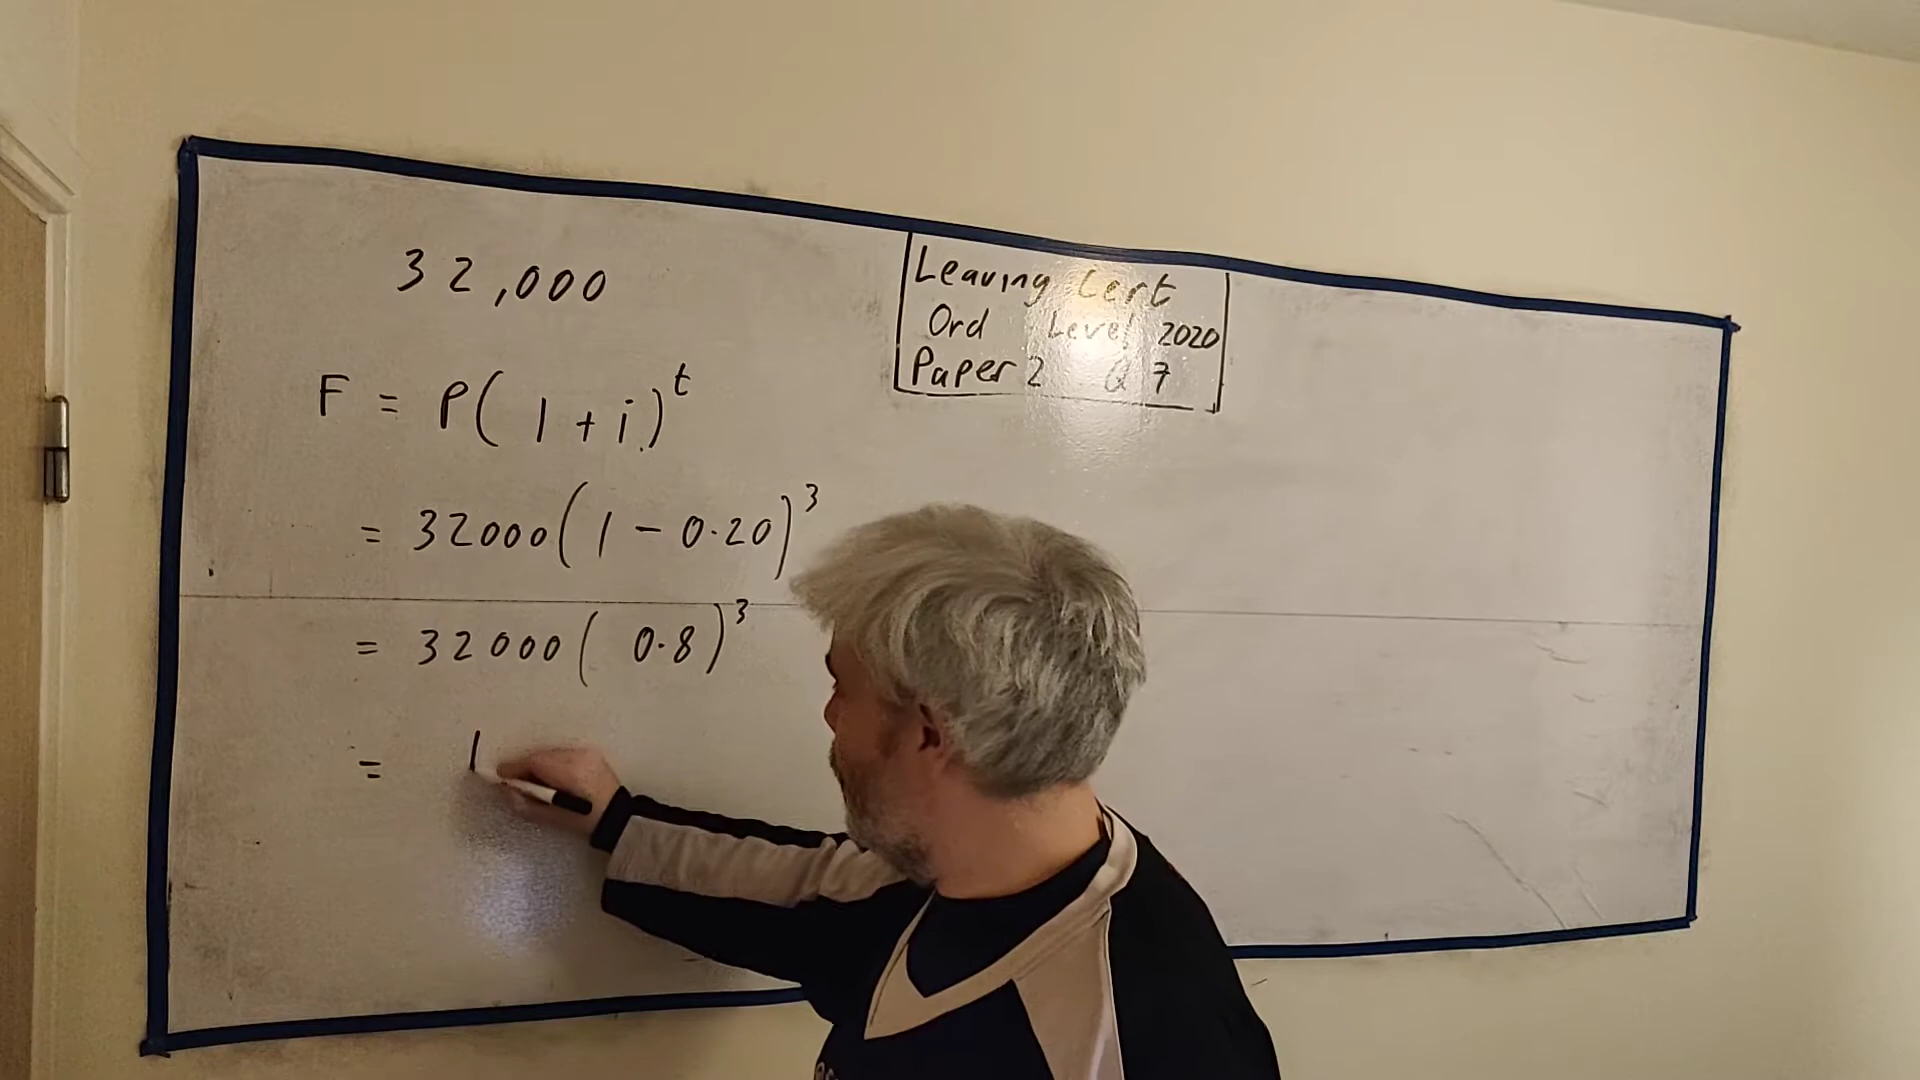 32,000
F = P(1 + i)^t
= 32000(1 - 0.20)^3
= 32000( 0.8)^3
= 1
Leaving Cert
Ord Level 2020
Paper 2 Q 7